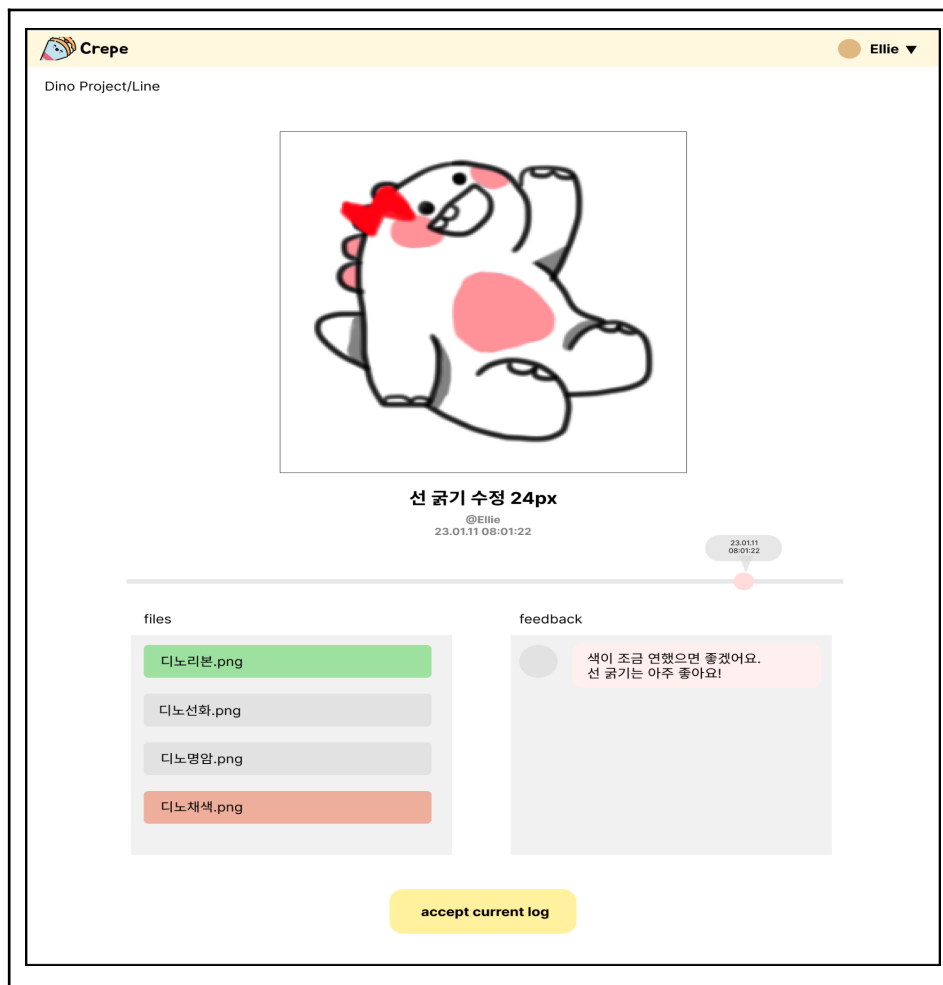 Crepe
Ellie ▼
Dino Project/Line
선 굵기 수정 24px
@Ellie
23.01.11 08:01:22
23.01.11
08:01:22
files
디노리본.png
디노선화.png
디노명암.png
디노채색.png
feedback
색이 조금 연했으면 좋겠어요.
선 굵기는 아주 좋아요!
accept current log